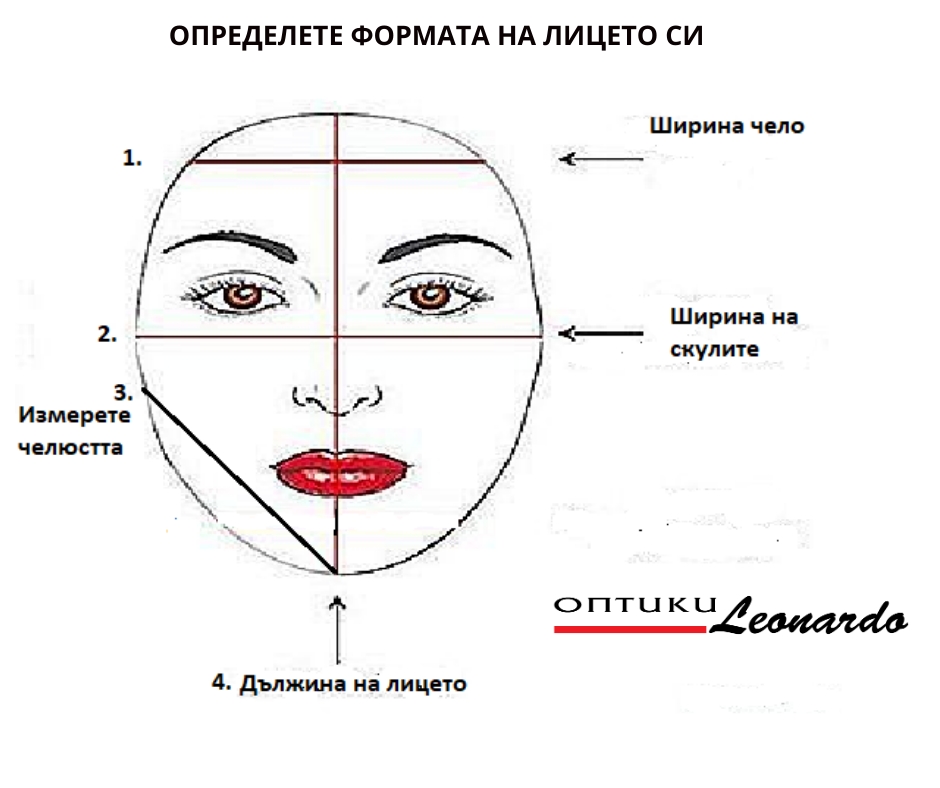 ОПРЕДЕЛЕТЕ ФОРМАТА НА ЛИЦЕТО СИ
Ширина чело
1.
Ширина на
скулите
2.
3.
Измерете
челюстта
оптики Leonardo
4. Дължина на лицето